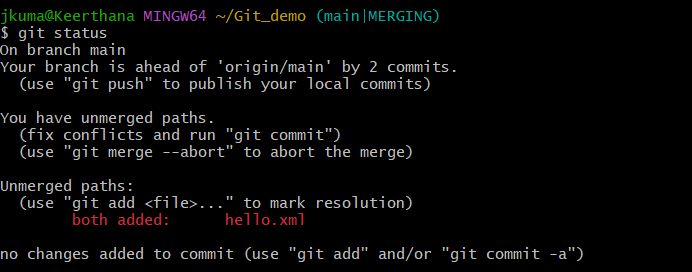 jkuma@Keerthana MINGW64 ~/Git_demo (main|MERGING)
$ git status
On branch main
Your branch is ahead of 'origin/main' by 2 commits.
  (use "git push" to publish your local commits)

You have unmerged paths.
  (fix conflicts and run "git commit")
  (use "git merge --abort" to abort the merge)

Unmerged paths:
  (use "git add <file>..." to mark resolution)
        both added:      hello.xml

no changes added to commit (use "git add" and/or "git commit -a")